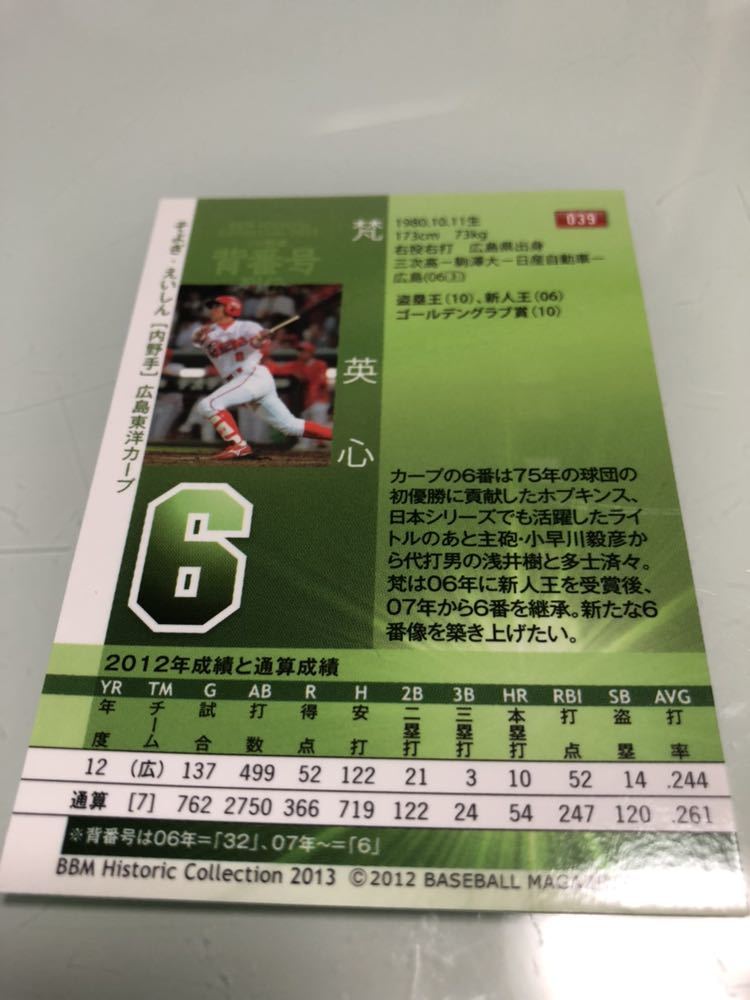 039
1980.10.11生
173cm 73kg
右投右打 広島県出身
三次高ー駒澤大ー日産自動車ー
広島(06③)
盗塁王(10)、新人王(06)
ゴールデングラブ賞(10)
背番号
梵 英心
そよぎ・えいしん [内野手] 広島東洋カープ
6
カープの6番は75年の球団の
初優勝に貢献したホプキンス、
日本シリーズでも活躍したライ
トルのあと主砲・小早川毅彦か
ら代打男の浅井樹と多士済々。
梵は06年に新人王を受賞後、
07年から6番を継承。新たな6
番像を築き上げたい。
2012年成績と通算成績
YR TM G AB R H 2B 3B HR RBI SB AVG
年度 チーム 試合 打数 得点 安打 二塁打 三塁打 本塁打 打点 盗塁 打率
12 (広) 137 499 52 122 21 3 10 52 14 .244
通算 [7] 762 2750 366 719 122 24 54 247 120 .261
※背番号は06年=「32」、07年~=「6」
BBM Historic Collection 2013 ©2012 BASEBALL MAGAZI